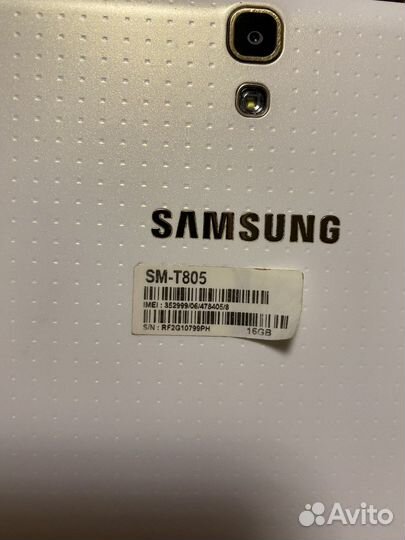 SAMSUNG
SM-T805
IMEI : 352999/06/478405/8
S/N : RF2G10799PH 16GB
Avito